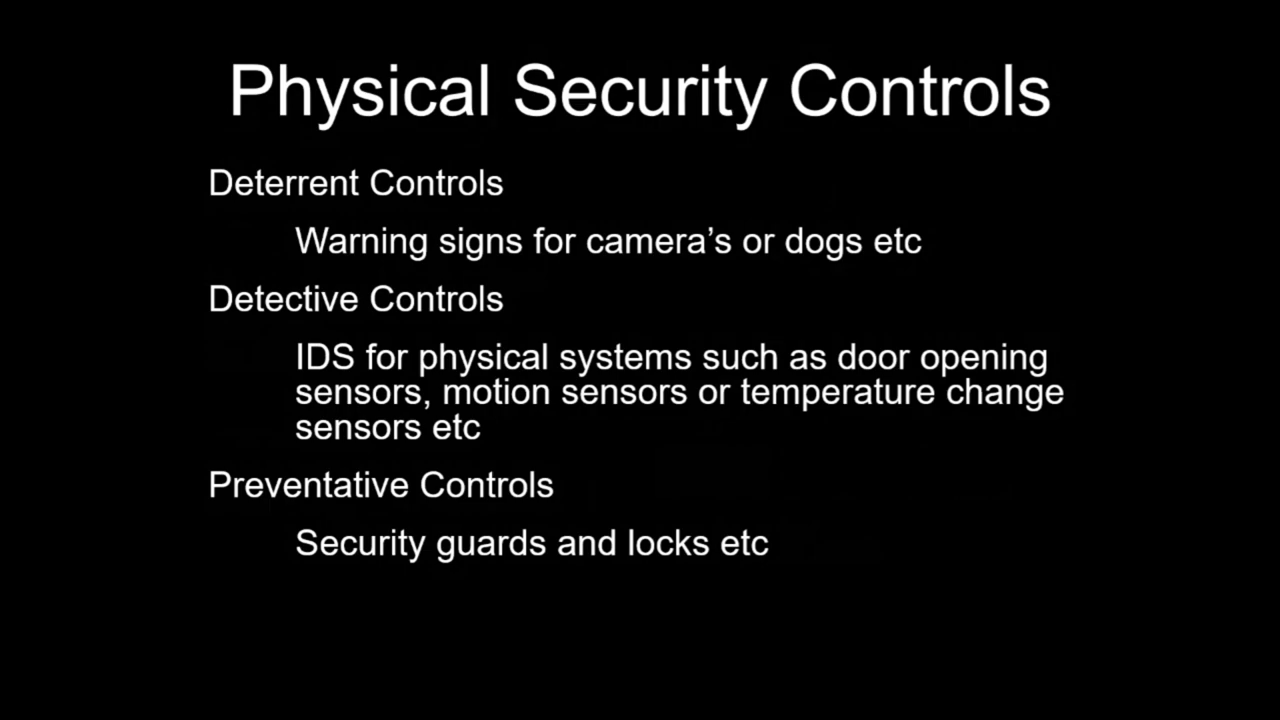 Physical Security Controls
Deterrent Controls
Warning signs for camera’s or dogs etc
Detective Controls
IDS for physical systems such as door opening
sensors, motion sensors or temperature change
sensors etc
Preventative Controls
Security guards and locks etc